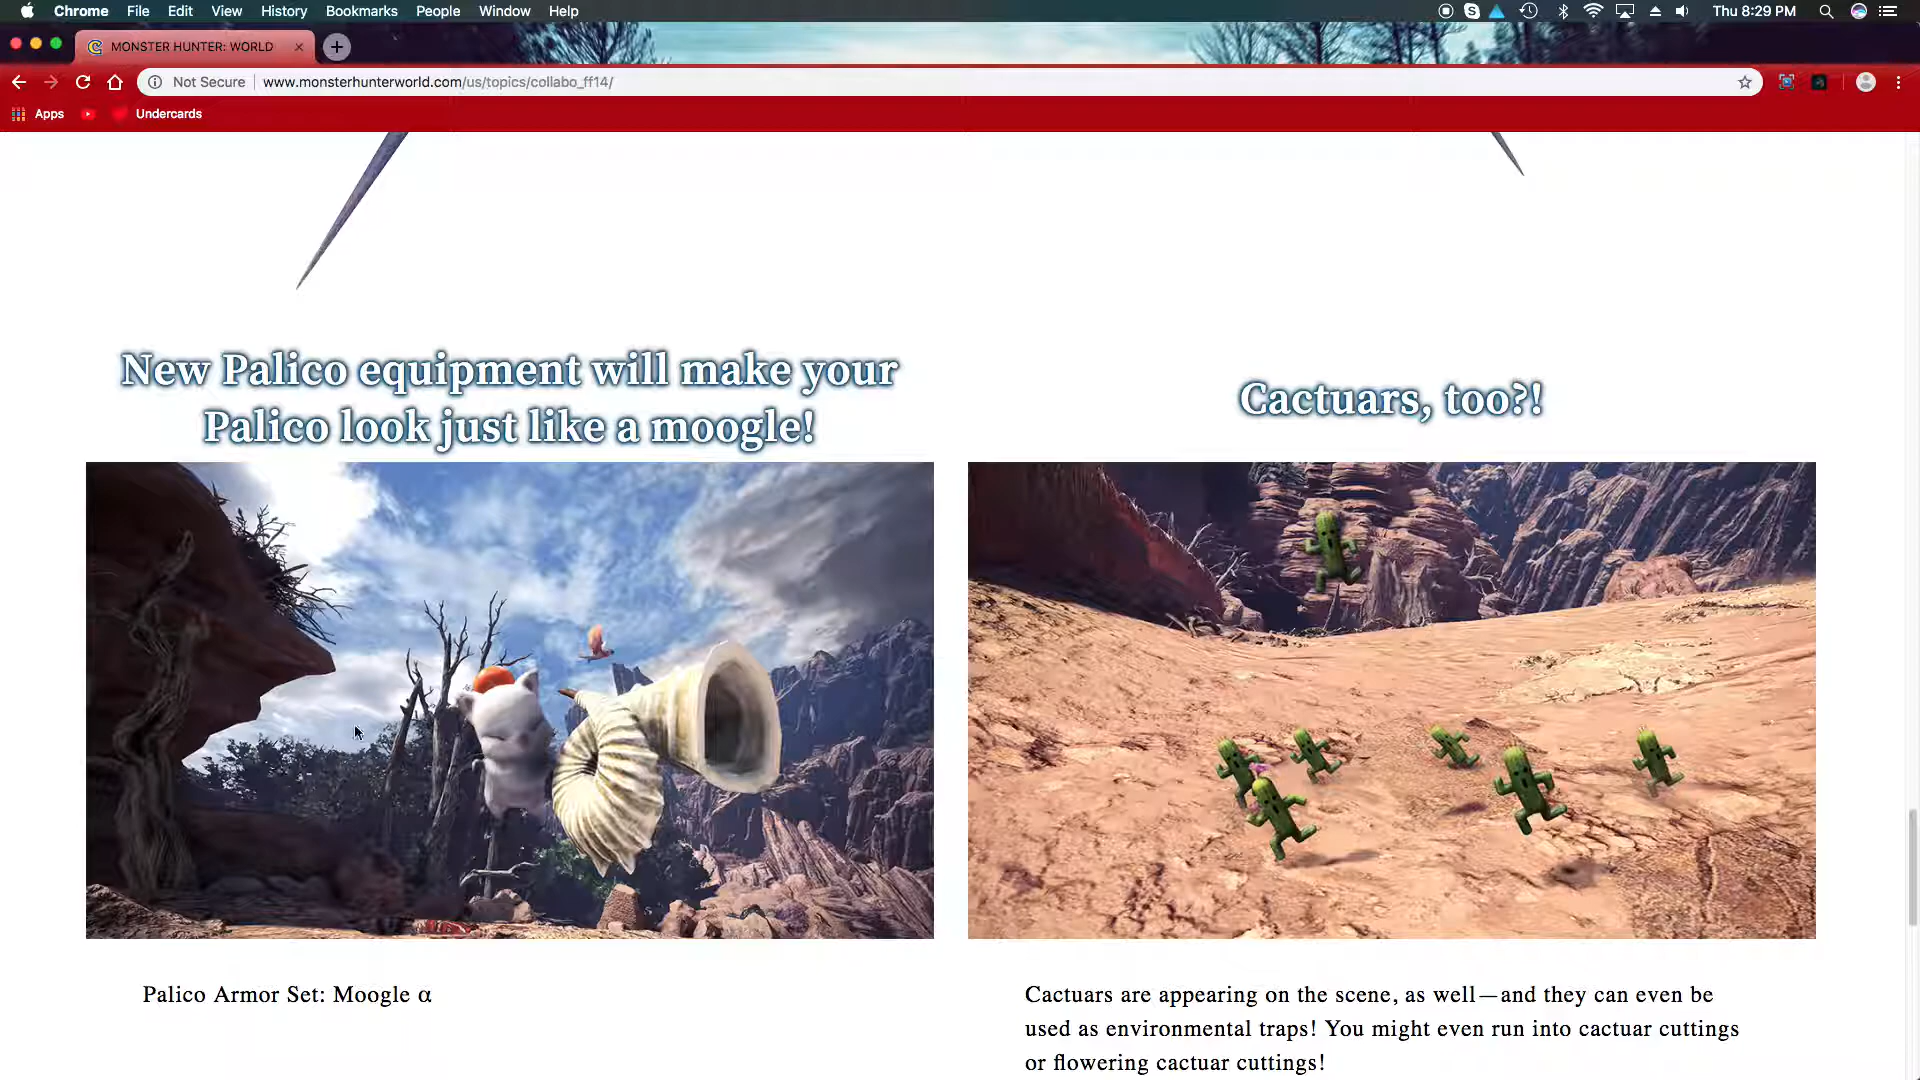 Chrome File Edit View History Bookmarks People Window Help
Thu 8:29 PM
MONSTER HUNTER: WORLD
Not Secure www.monsterhunterworld.com/us/topics/collabo_ff14/
Apps Undercards
New Palico equipment will make your
Palico look just like a moogle!
Cactuars, too?!
Palico Armor Set: Moogle α
Cactuars are appearing on the scene, as well—and they can even be
used as environmental traps! You might even run into cactuar cuttings
or flowering cactuar cuttings!